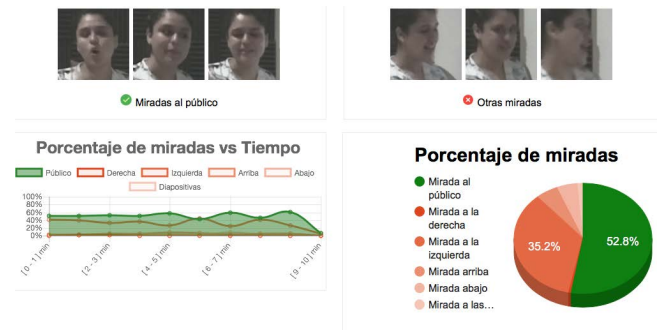 Miradas al público
Otras miradas
Porcentaje de miradas vs Tiempo
Público Derecha Izquierda Arriba Abajo
Diapositivas
100%
80%
60%
40%
20%
0%
[ 0 - 1 ] min
[ 2 - 3 ] min
[ 4 - 5 ] min
[ 6 - 7 ] min
[ 9 - 10 ] min
Porcentaje de miradas
Mirada al
público
Mirada a la
derecha
Mirada a la
izquierda
Mirada arriba
Mirada abajo
Mirada a las…
35.2%
52.8%